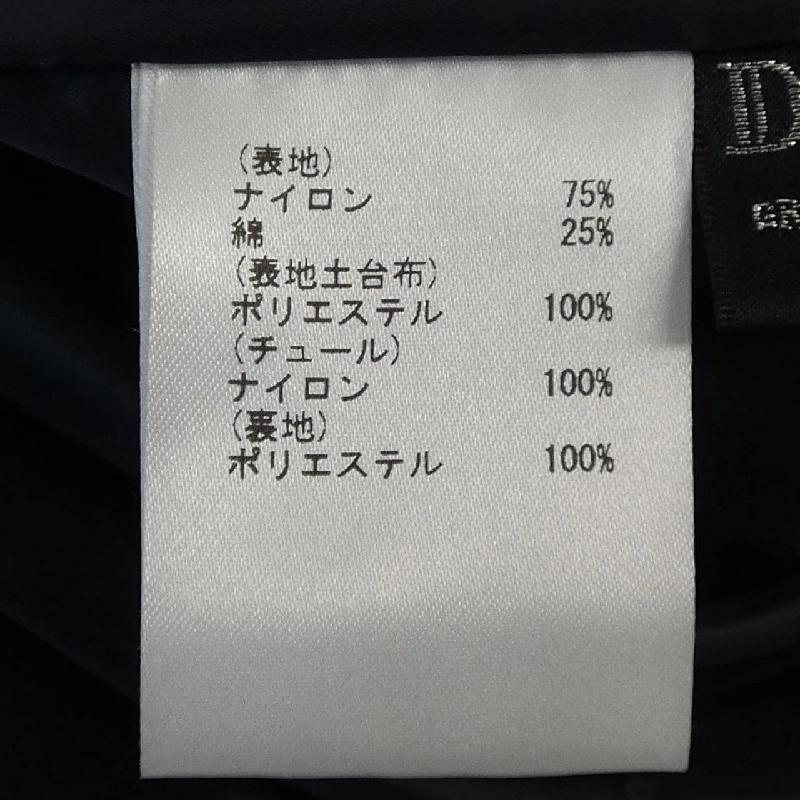 (表地)
ナイロン 75%
綿 25%
(表地土台布)
ポリエステル 100%
(チュール)
ナイロン 100%
(裏地)
ポリエステル 100%
D